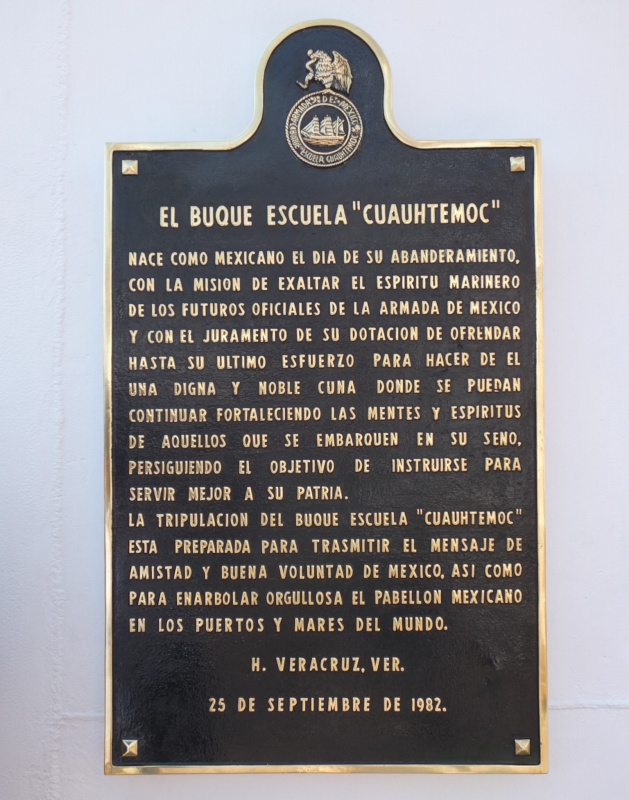 ARMADA DE MEXICO
BUQUE ESCUELA CUAUHTEMOC
EL BUQUE ESCUELA "CUAUHTEMOC"
NACE COMO MEXICANO EL DIA DE SU ABANDERAMIENTO,
CON LA MISION DE EXALTAR EL ESPIRITU MARINERO
DE LOS FUTUROS OFICIALES DE LA ARMADA DE MEXICO
Y CON EL JURAMENTO DE SU DOTACION DE OFRENDAR
HASTA SU ULTIMO ESFUERZO PARA HACER DE EL
UNA DIGNA Y NOBLE CUNA DONDE SE PUEDAN
CONTINUAR FORTALECIENDO LAS MENTES Y ESPIRITUS
DE AQUELLOS QUE SE EMBARQUEN EN SU SENO,
PERSIGUIENDO EL OBJETIVO DE INSTRUIRSE PARA
SERVIR MEJOR A SU PATRIA.
LA TRIPULACION DEL BUQUE ESCUELA "CUAUHTEMOC"
ESTA PREPARADA PARA TRASMITIR EL MENSAJE DE
AMISTAD Y BUENA VOLUNTAD DE MEXICO, ASI COMO
PARA ENARBOLAR ORGULLOSA EL PABELLON MEXICANO
EN LOS PUERTOS Y MARES DEL MUNDO.
H. VERACRUZ, VER.
25 DE SEPTIEMBRE DE 1982.